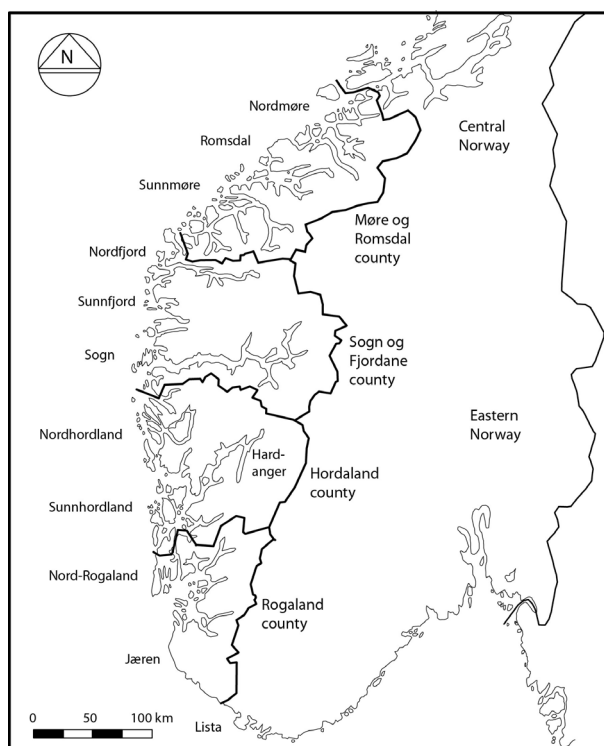 N
Nordmøre
Central
Norway
Romsdal
Sunnmøre
Møre og
Romsdal
county
Nordfjord
Sunnfjord
Sogn og
Fjordane
county
Sogn
Eastern
Norway
Nordhordland
Hard-
anger
Hordaland
county
Sunnhordland
Nord-Rogaland
Rogaland
county
Jæren
Lista
0 50 100 km